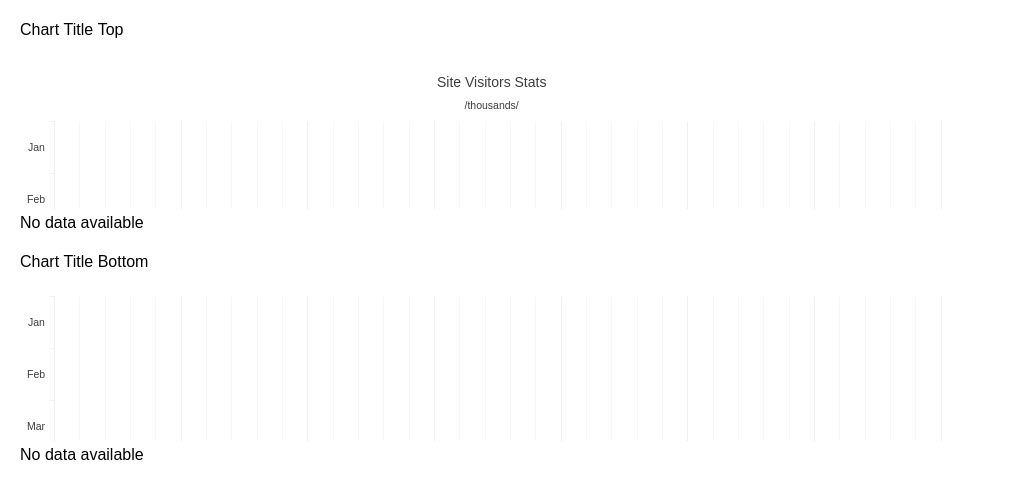 Chart Title Top
Site Visitors Stats
/thousands/
Jan
Feb
No data available
Chart Title Bottom
Jan
Feb
Mar
No data available